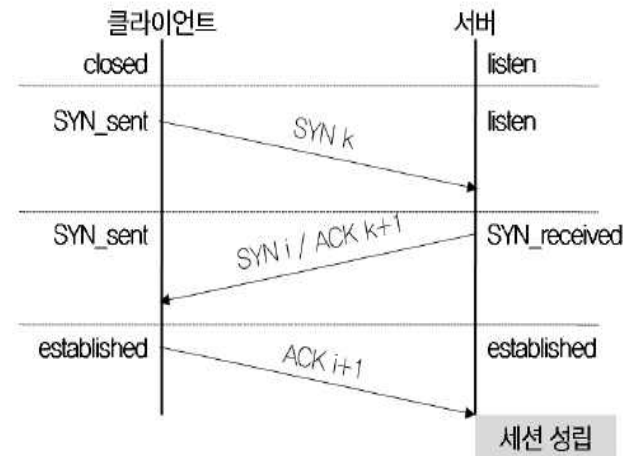 클라이언트 서버
closed listen
SYN_sent listen
SYN k
SYN_sent SYN_received
SYN i / ACK k+1
established established
ACK i+1
세션 성립